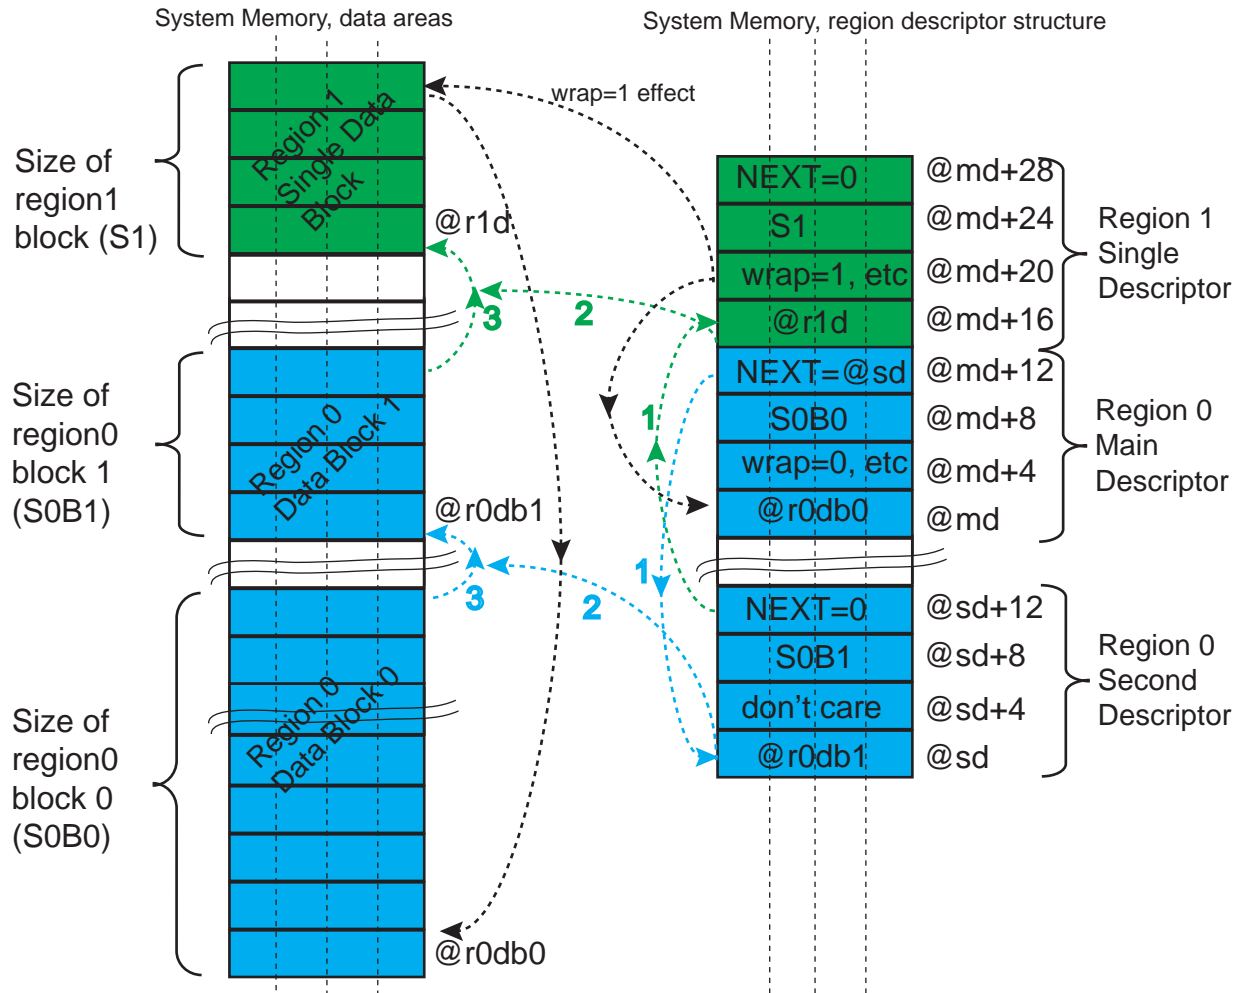 System Memory, data areas
System Memory, region descriptor structure
wrap=1 effect
Size of
region1
block (S1)
Region 1
Single Data
Block
@r1d
3
2
1
Size of
region0
block 1
(S0B1)
Region 0
Data Block 1
@r0db1
3
2
1
Size of
region0
block 0
(S0B0)
Region 0
Data Block 0
@r0db0
NEXT=0
@md+28
S1
@md+24
wrap=1, etc
@md+20
@r1d
@md+16
Region 1
Single
Descriptor
NEXT=@sd
@md+12
S0B0
@md+8
wrap=0, etc
@md+4
@r0db0
@md
Region 0
Main
Descriptor
NEXT=0
@sd+12
S0B1
@sd+8
don't care
@sd+4
@r0db1
@sd
Region 0
Second
Descriptor